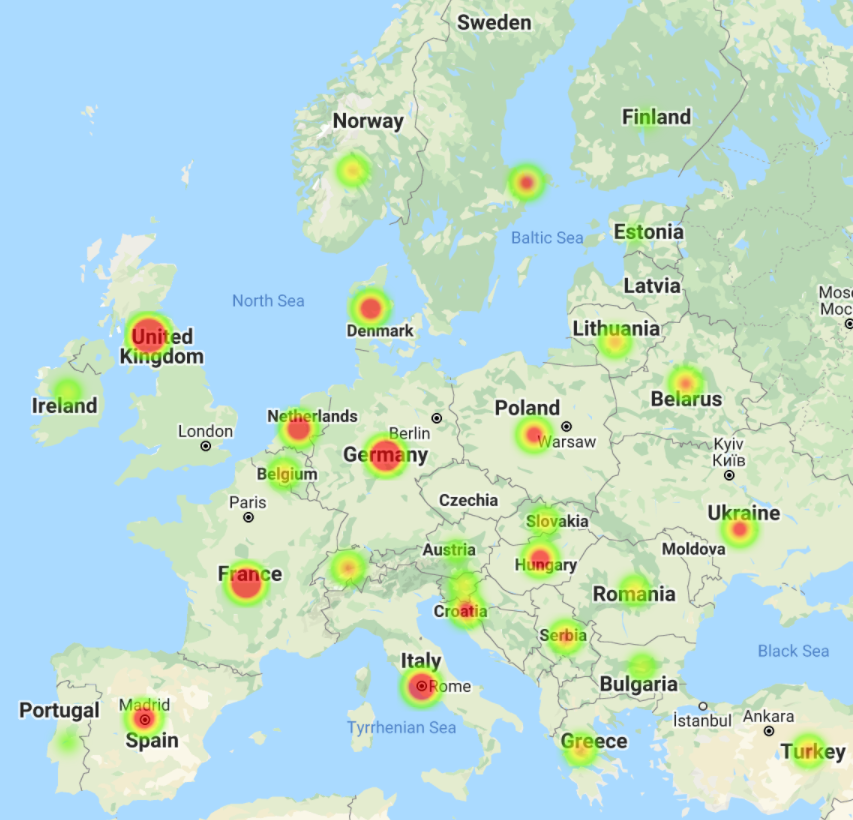 Sweden
Norway
Finland
Baltic Sea
Estonia
Latvia
North Sea
Denmark
Lithuania
United
Kingdom
Ireland
Belarus
Netherlands
Poland
London
Berlin
Warsaw
Germany
Belgium
Kyiv
Київ
Paris
Czechia
Slovakia
Ukraine
Austria
Moldova
Hungary
France
Romania
Croatia
Serbia
Black Sea
Italy
Rome
Bulgaria
Portugal
Madrid
Spain
Tyrrhenian Sea
İstanbul
Ankara
Greece
Turkey
Mos
Мос